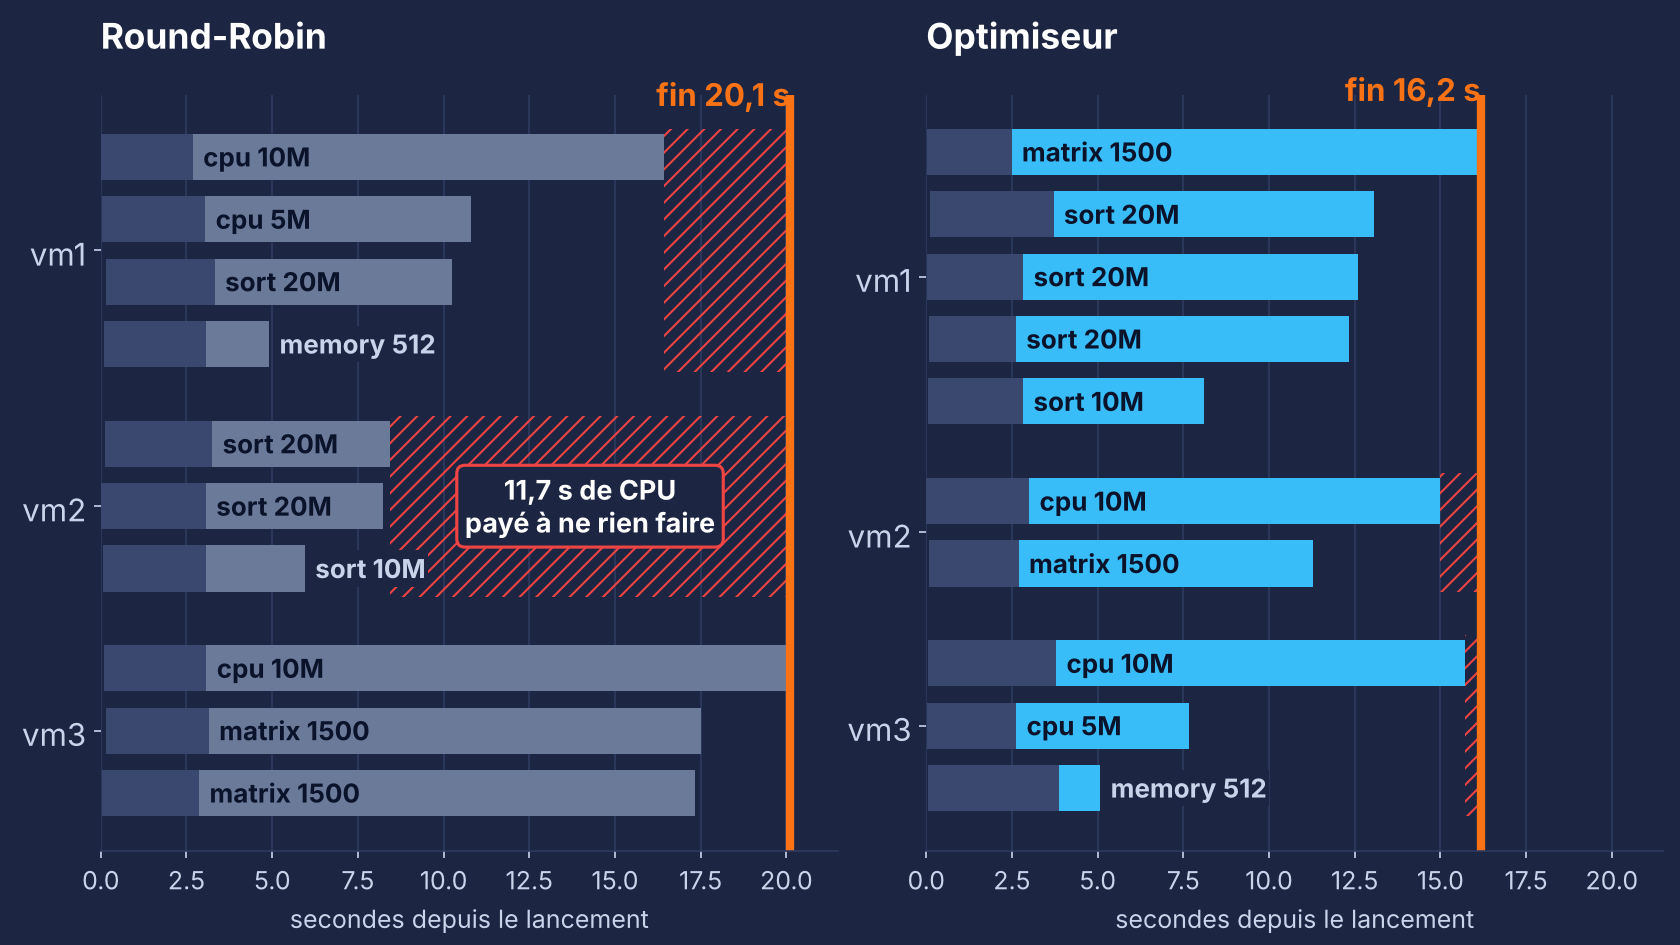 Round-Robin
fin 20,1 s
vm1
cpu 10M
cpu 5M
sort 20M
memory 512
vm2
sort 20M
sort 20M
sort 10M
11,7 s de CPU
payé à ne rien faire
vm3
cpu 10M
matrix 1500
matrix 1500
0.0 2.5 5.0 7.5 10.0 12.5 15.0 17.5 20.0
secondes depuis le lancement
Optimiseur
fin 16,2 s
vm1
matrix 1500
sort 20M
sort 20M
sort 20M
sort 10M
vm2
cpu 10M
matrix 1500
vm3
cpu 10M
cpu 5M
memory 512
0.0 2.5 5.0 7.5 10.0 12.5 15.0 17.5 20.0
secondes depuis le lancement